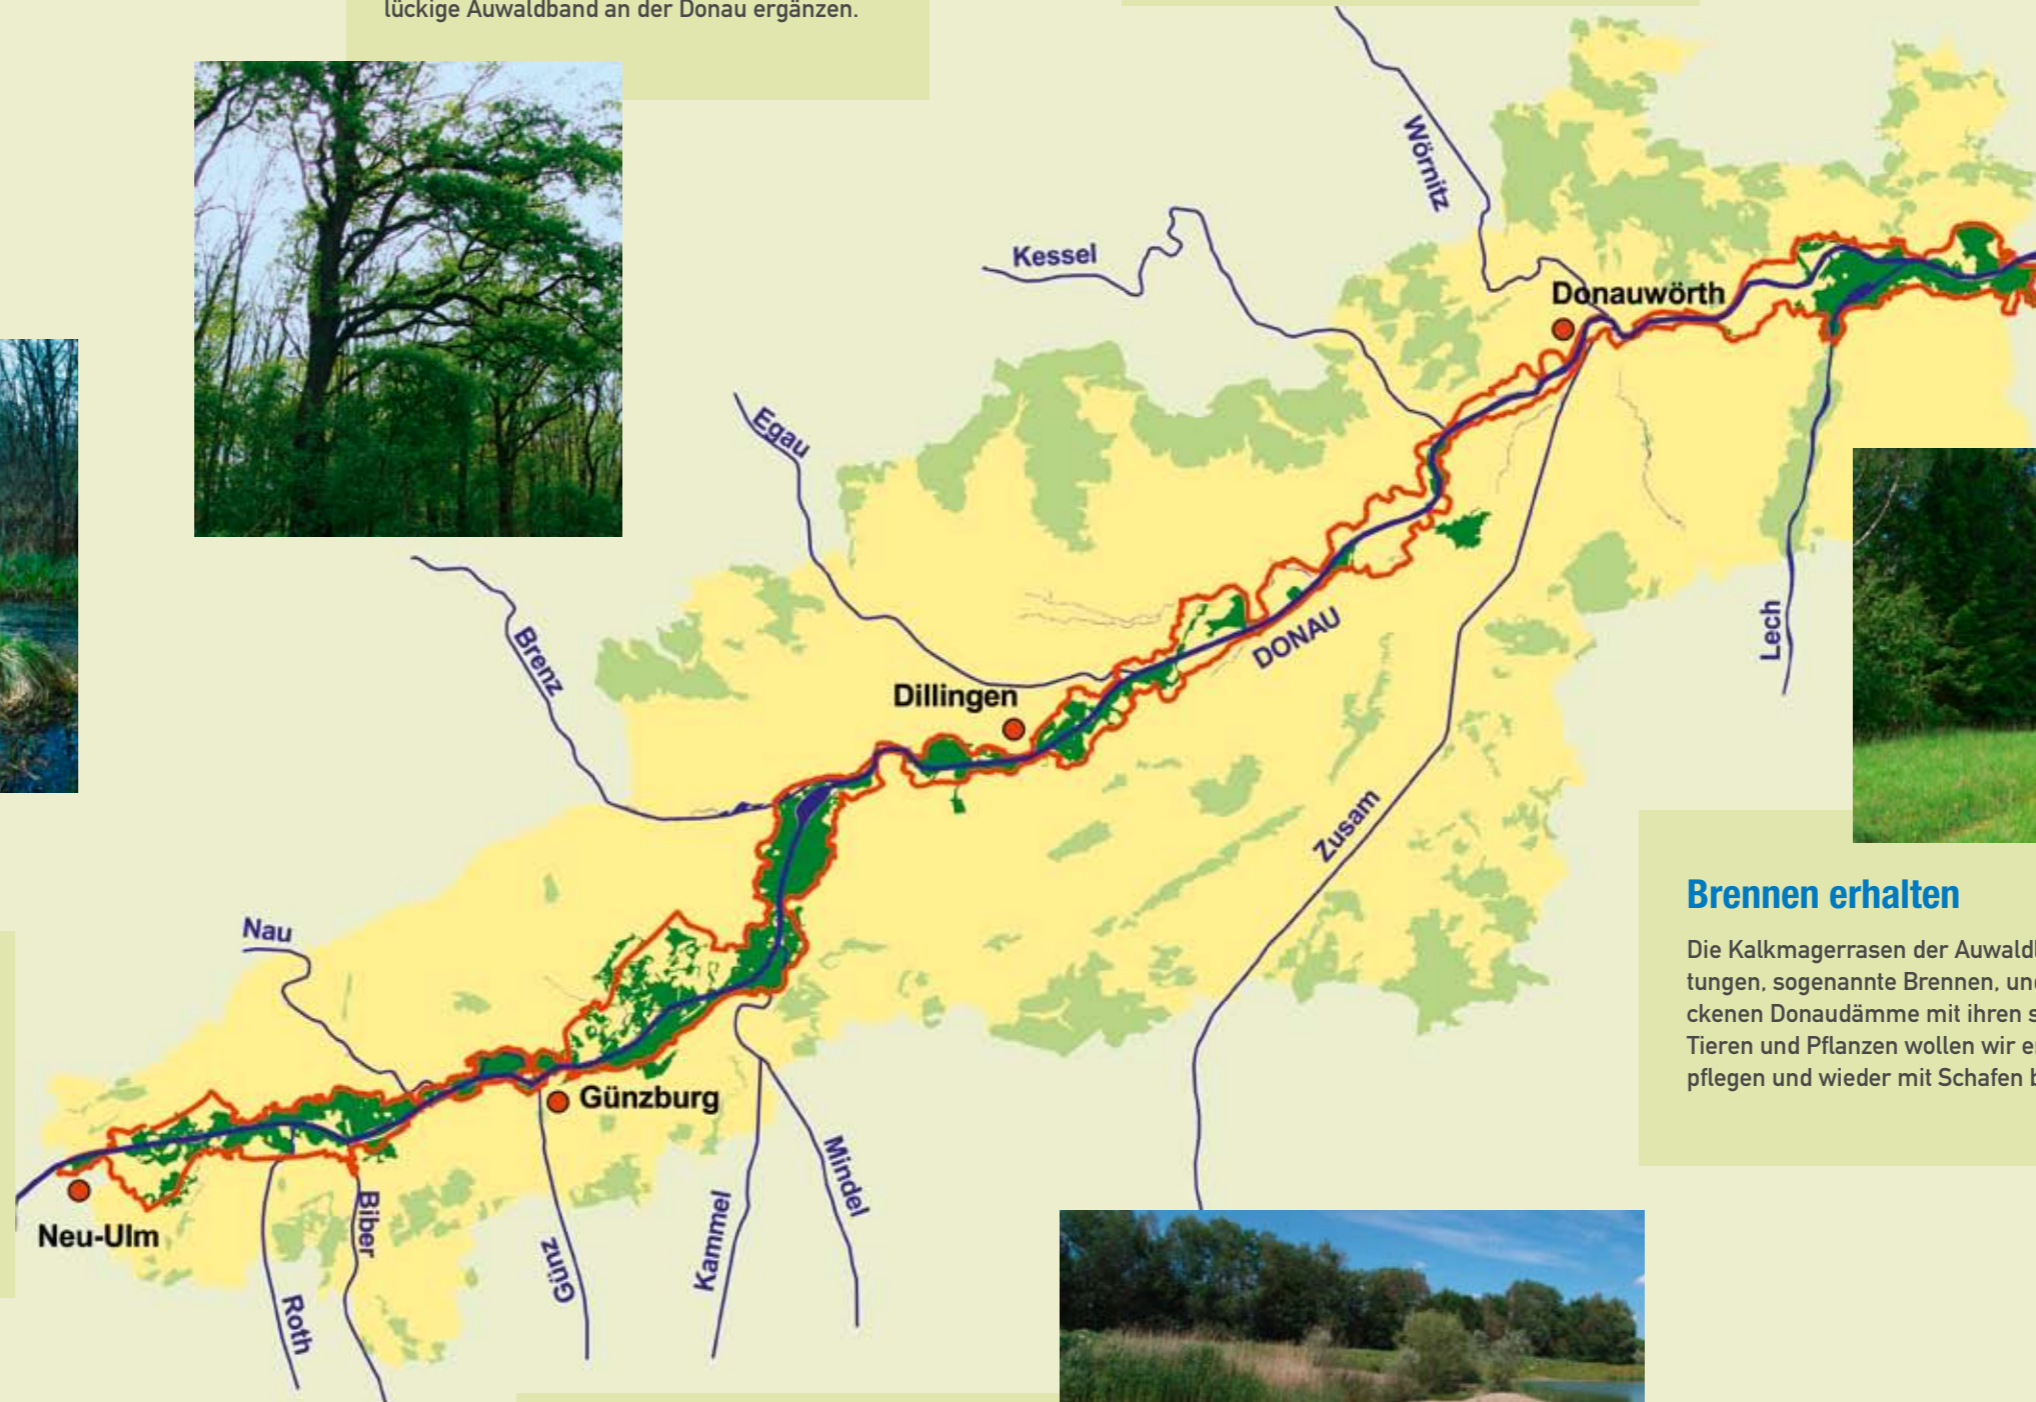 lückige Auwaldband an der Donau ergänzen.
Wörnitz
Kessel
Donauwörth
Egau
Brenz
DONAU
Lech
Dillingen
Zusam
Brennen erhalten
Die Kalkmagerrasen der Auwald
tungen, sogenannte Brennen, und
ckenen Donaudämme mit ihren s
Tieren und Pflanzen wollen wir
pflegen und wieder mit Schafen
Nau
Günzburg
Neu-Ulm
Biber
Roth
Günz
Kammel
Mindel